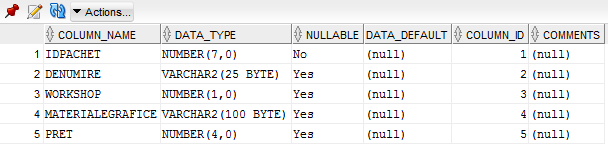 Actions...
COLUMN_NAME DATA_TYPE NULLABLE DATA_DEFAULT COLUMN_ID COMMENTS
1 IDPACHET NUMBER(7,0) No (null) 1 (null)
2 DENUMIRE VARCHAR2(25 BYTE) Yes (null) 2 (null)
3 WORKSHOP NUMBER(1,0) Yes (null) 3 (null)
4 MATERIALEGRAFICE VARCHAR2(100 BYTE) Yes (null) 4 (null)
5 PRET NUMBER(4,0) Yes (null) 5 (null)